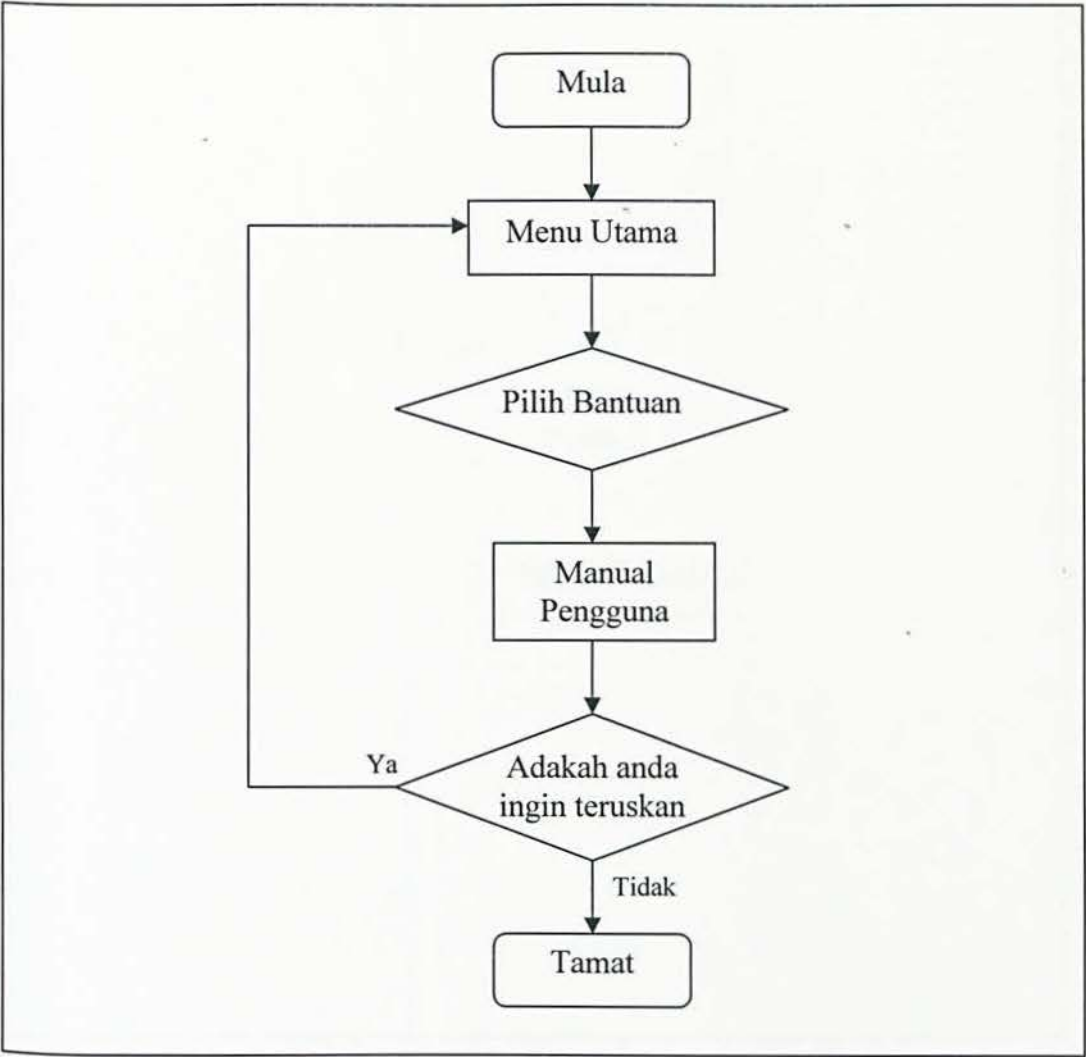 Mula
Menu Utama
Pilih Bantuan
Manual
Pengguna
Ya
Adakah anda
ingin teruskan
Tidak
Tamat